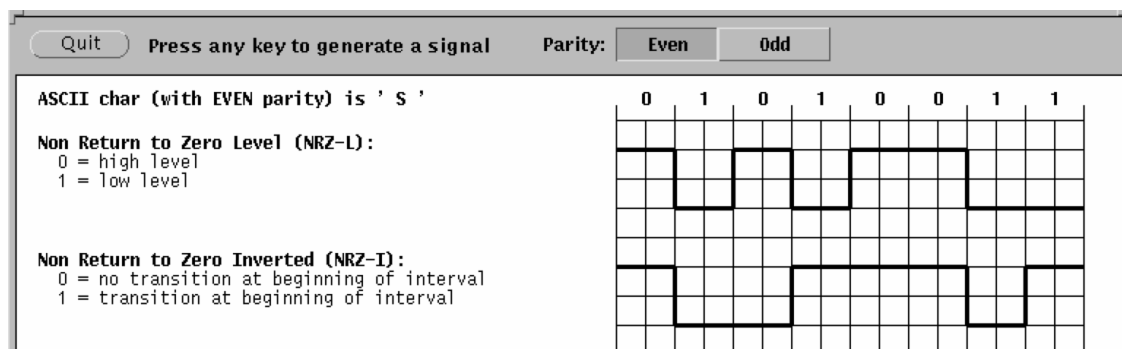 Quit Press any key to generate a signal Parity: Even Odd
ASCII char (with EVEN parity) is ' S '
0 1 0 1 0 0 1 1
Non Return to Zero Level (NRZ-L):
0 = high level
1 = low level
Non Return to Zero Inverted (NRZ-I):
0 = no transition at beginning of interval
1 = transition at beginning of interval